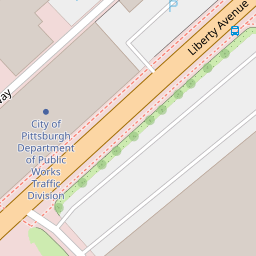 Liberty Avenue
City of
Pittsburgh
Department
of Public
Works
Traffic
Division